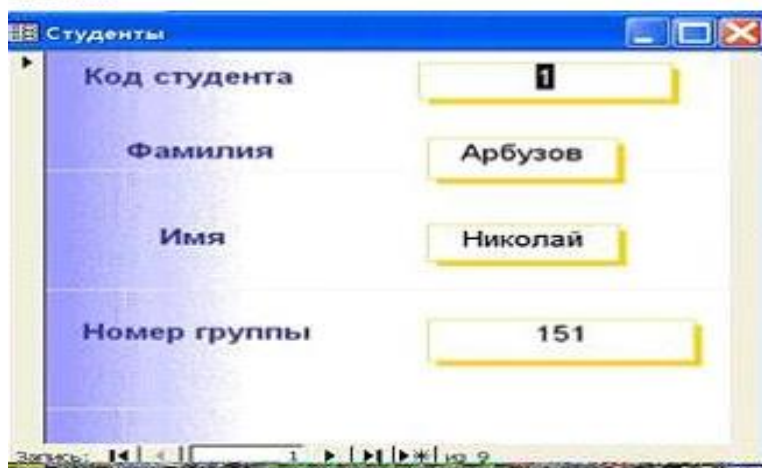 Студенты
Код студента 1
Фамилия Арбузов
Имя Николай
Номер группы 151
Запись: 1 из 9